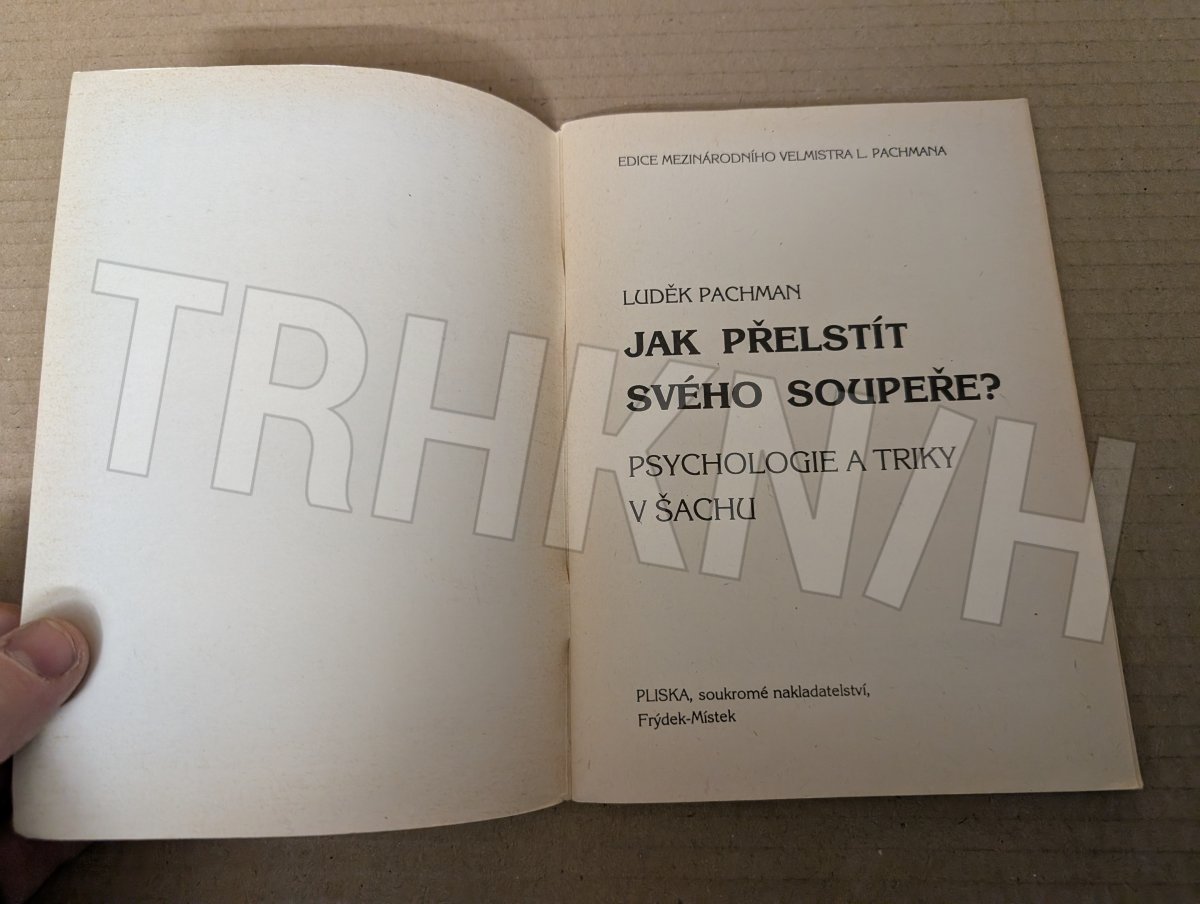 EDICE MEZINÁRODNÍHO VELMISTRA L. PACHMANA
LUDĚK PACHMAN
JAK PŘELSTÍT
SVÉHO SOUPEŘE?
PSYCHOLOGIE A TRIKY
V ŠACHU
TRHKNIH
PLISKA, soukromé nakladatelství,
Frýdek-Místek